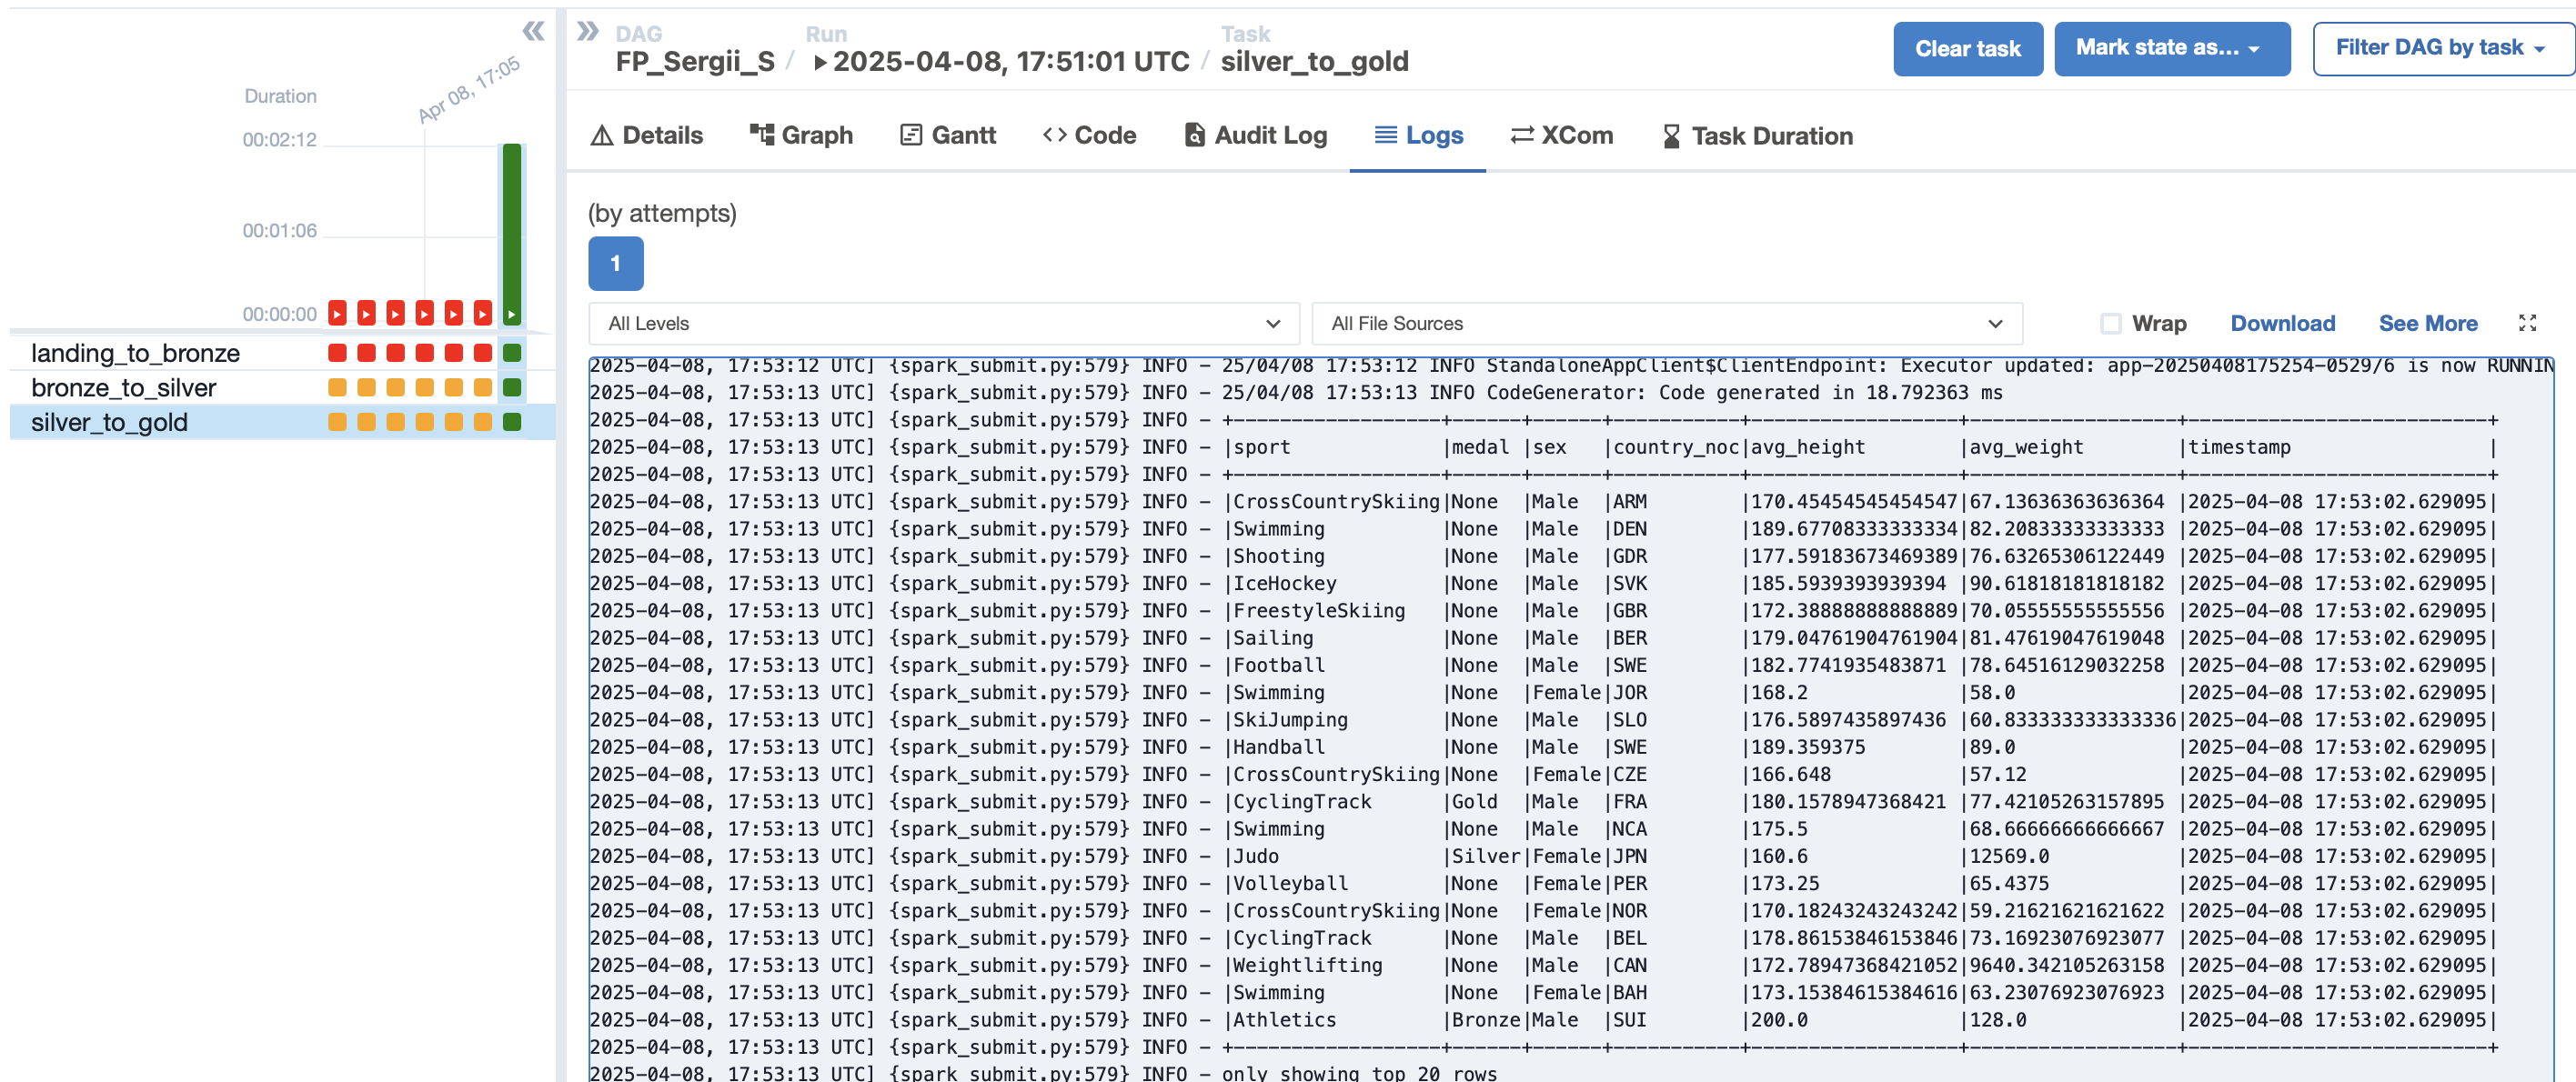 Duration
Apr 08, 17:05
00:02:12
00:01:06
00:00:00
landing_to_bronze
bronze_to_silver
silver_to_gold
DAG Run Task
FP_Sergii_S / 2025-04-08, 17:51:01 UTC / silver_to_gold
Clear task Mark state as... Filter DAG by task
Details Graph Gantt Code Audit Log Logs XCom Task Duration
(by attempts)
1
All Levels All File Sources Wrap Download See More
2025-04-08, 17:53:12 UTC] {spark_submit.py:579} INFO - 25/04/08 17:53:12 INFO StandaloneAppClient$ClientEndpoint: Executor updated: app-20250408175254-0529/6 is now RUNNIN
2025-04-08, 17:53:13 UTC] {spark_submit.py:579} INFO - 25/04/08 17:53:13 INFO CodeGenerator: Code generated in 18.792363 ms
2025-04-08, 17:53:13 UTC] {spark_submit.py:579} INFO - +------------------+------+------+-----------+------------------+------------------+--------------------------+
2025-04-08, 17:53:13 UTC] {spark_submit.py:579} INFO - |sport |medal |sex |country_noc|avg_height |avg_weight |timestamp |
2025-04-08, 17:53:13 UTC] {spark_submit.py:579} INFO - +------------------+------+------+-----------+------------------+------------------+--------------------------+
2025-04-08, 17:53:13 UTC] {spark_submit.py:579} INFO - |CrossCountrySkiing|None |Male |ARM |170.45454545454547|67.13636363636364 |2025-04-08 17:53:02.629095|
2025-04-08, 17:53:13 UTC] {spark_submit.py:579} INFO - |Swimming |None |Male |DEN |189.67708333333334|82.20833333333333 |2025-04-08 17:53:02.629095|
2025-04-08, 17:53:13 UTC] {spark_submit.py:579} INFO - |Shooting |None |Male |GDR |177.59183673469389|76.63265306122449 |2025-04-08 17:53:02.629095|
2025-04-08, 17:53:13 UTC] {spark_submit.py:579} INFO - |IceHockey |None |Male |SVK |185.5939393939394 |90.61818181818182 |2025-04-08 17:53:02.629095|
2025-04-08, 17:53:13 UTC] {spark_submit.py:579} INFO - |FreestyleSkiing |None |Male |GBR |172.38888888888889|70.05555555555556 |2025-04-08 17:53:02.629095|
2025-04-08, 17:53:13 UTC] {spark_submit.py:579} INFO - |Sailing |None |Male |BER |179.04761904761904|81.47619047619048 |2025-04-08 17:53:02.629095|
2025-04-08, 17:53:13 UTC] {spark_submit.py:579} INFO - |Football |None |Male |SWE |182.7741935483871 |78.64516129032258 |2025-04-08 17:53:02.629095|
2025-04-08, 17:53:13 UTC] {spark_submit.py:579} INFO - |Swimming |None |Female|JOR |168.2 |58.0 |2025-04-08 17:53:02.629095|
2025-04-08, 17:53:13 UTC] {spark_submit.py:579} INFO - |SkiJumping |None |Male |SLO |176.5897435897436 |60.833333333333336|2025-04-08 17:53:02.629095|
2025-04-08, 17:53:13 UTC] {spark_submit.py:579} INFO - |Handball |None |Male |SWE |189.359375 |89.0 |2025-04-08 17:53:02.629095|
2025-04-08, 17:53:13 UTC] {spark_submit.py:579} INFO - |CrossCountrySkiing|None |Female|CZE |166.648 |57.12 |2025-04-08 17:53:02.629095|
2025-04-08, 17:53:13 UTC] {spark_submit.py:579} INFO - |CyclingTrack |Gold |Male |FRA |180.1578947368421 |77.42105263157895 |2025-04-08 17:53:02.629095|
2025-04-08, 17:53:13 UTC] {spark_submit.py:579} INFO - |Swimming |None |Male |NCA |175.5 |68.66666666666667 |2025-04-08 17:53:02.629095|
2025-04-08, 17:53:13 UTC] {spark_submit.py:579} INFO - |Judo |Silver|Female|JPN |160.6 |12569.0 |2025-04-08 17:53:02.629095|
2025-04-08, 17:53:13 UTC] {spark_submit.py:579} INFO - |Volleyball |None |Female|PER |173.25 |65.4375 |2025-04-08 17:53:02.629095|
2025-04-08, 17:53:13 UTC] {spark_submit.py:579} INFO - |CrossCountrySkiing|None |Female|NOR |170.18243243243242|59.21621621621622 |2025-04-08 17:53:02.629095|
2025-04-08, 17:53:13 UTC] {spark_submit.py:579} INFO - |CyclingTrack |None |Male |BEL |178.86153846153846|73.16923076923077 |2025-04-08 17:53:02.629095|
2025-04-08, 17:53:13 UTC] {spark_submit.py:579} INFO - |Weightlifting |None |Male |CAN |172.78947368421052|9640.342105263158 |2025-04-08 17:53:02.629095|
2025-04-08, 17:53:13 UTC] {spark_submit.py:579} INFO - |Swimming |None |Female|BAH |173.15384615384616|63.23076923076923 |2025-04-08 17:53:02.629095|
2025-04-08, 17:53:13 UTC] {spark_submit.py:579} INFO - |Athletics |Bronze|Male |SUI |200.0 |128.0 |2025-04-08 17:53:02.629095|
2025-04-08, 17:53:13 UTC] {spark_submit.py:579} INFO - +------------------+------+------+-----------+------------------+------------------+--------------------------+
2025-04-08, 17:53:13 UTC] {spark_submit.py:579} INFO - only showing top 20 rows